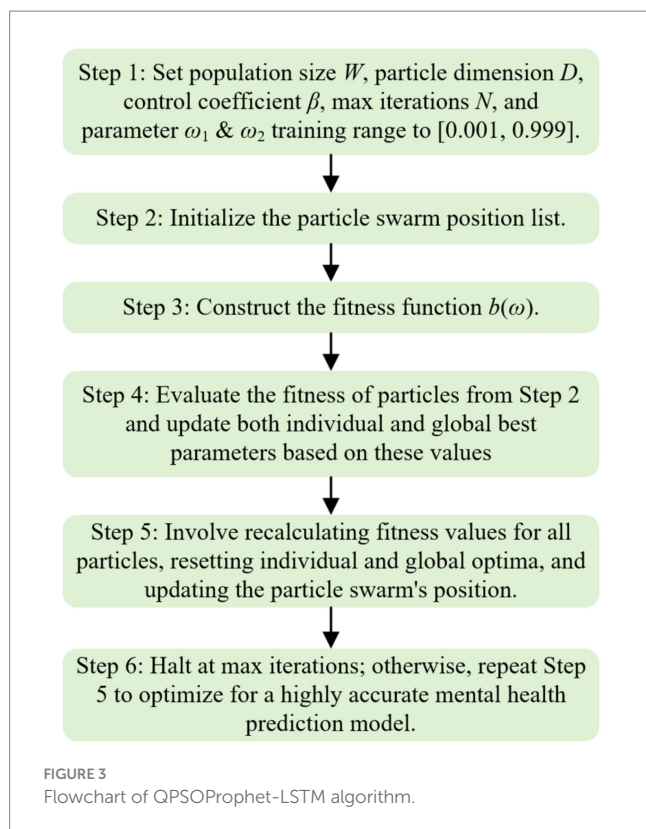 Step 1: Set population size W, particle dimension D,
control coefficient β, max iterations N, and
parameter ω₁ & ω₂ training range to [0.001, 0.999].
Step 2: Initialize the particle swarm position list.
Step 3: Construct the fitness function b(ω).
Step 4: Evaluate the fitness of particles from Step 2
and update both individual and global best
parameters based on these values
Step 5: Involve recalculating fitness values for all
particles, resetting individual and global optima, and
updating the particle swarm's position.
Step 6: Halt at max iterations; otherwise, repeat Step
5 to optimize for a highly accurate mental health
prediction model.
FIGURE 3
Flowchart of QPSOProphet-LSTM algorithm.